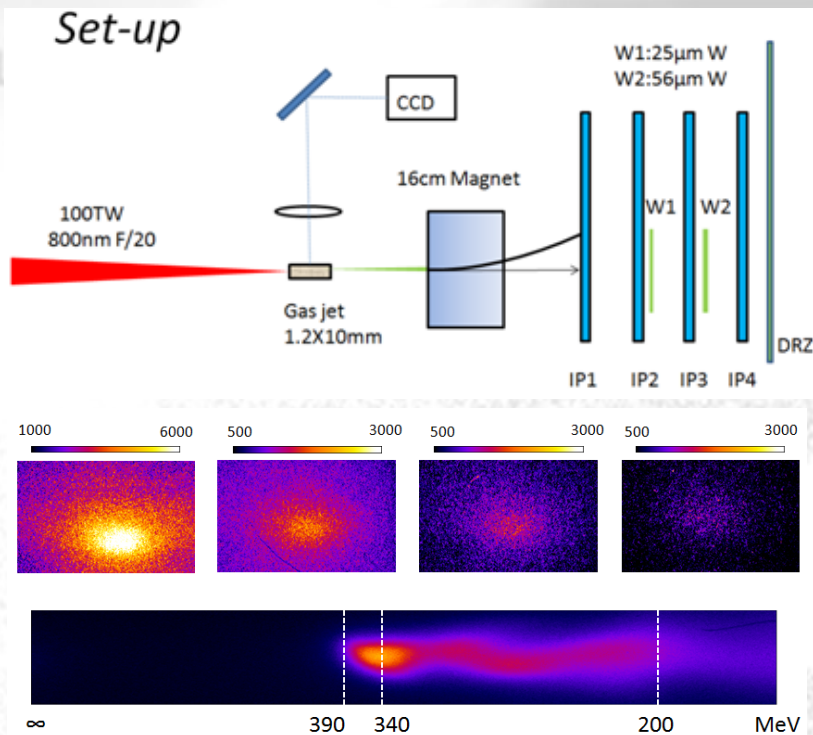 Set-up
W1:25μm W
W2:56μm W
CCD
16cm Magnet
100TW
800nm F/20
W1 W2
Gas jet
1.2X10mm
DRZ
IP1 IP2 IP3 IP4
1000 6000 500 3000 500 3000 500 3000
∞ 390 340 200 MeV